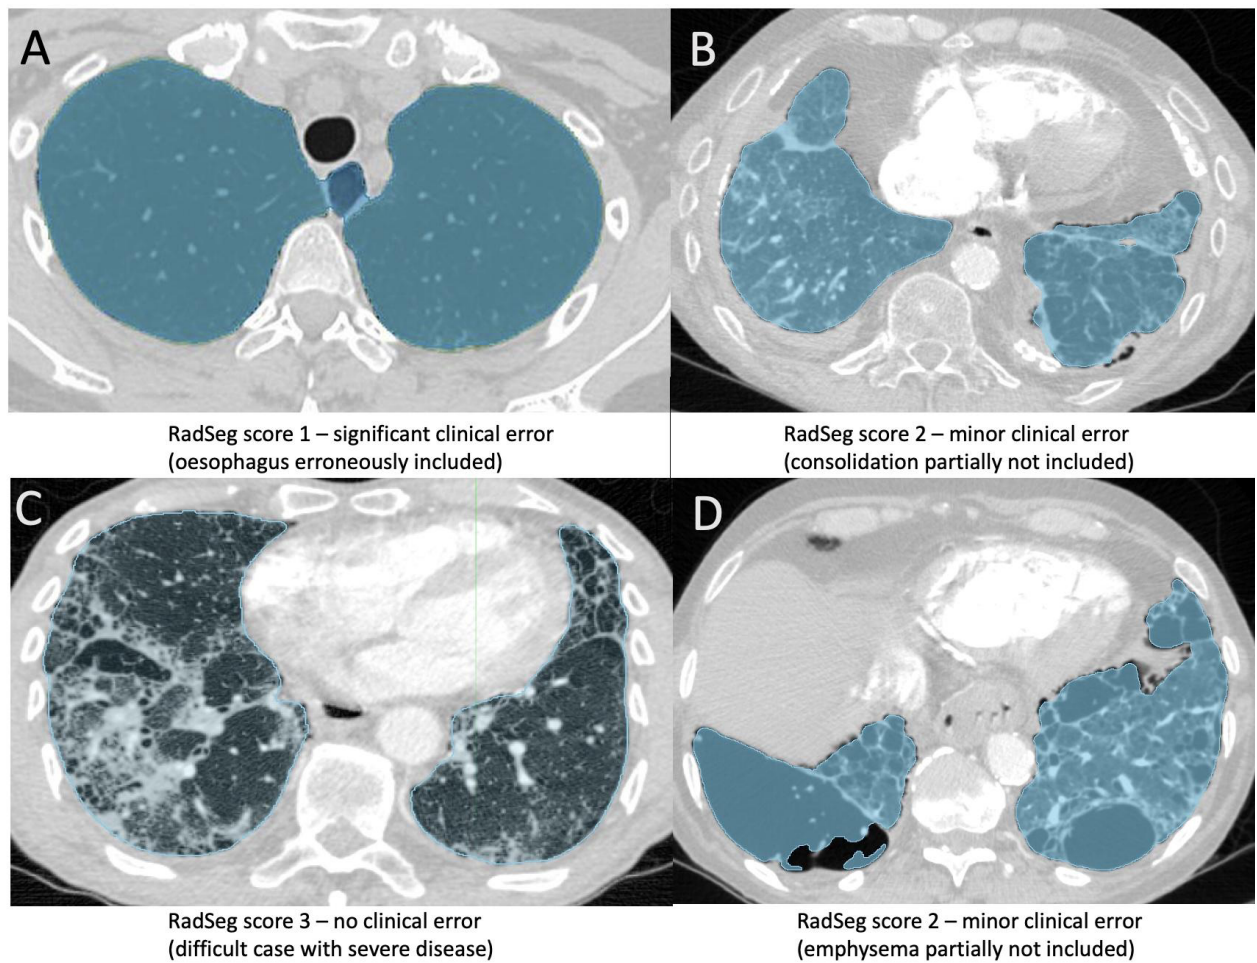 A
B
RadSeg score 1 – significant clinical error
(oesophagus erroneously included)
RadSeg score 2 – minor clinical error
(consolidation partially not included)
C
D
RadSeg score 3 – no clinical error
(difficult case with severe disease)
RadSeg score 2 – minor clinical error
(emphysema partially not included)